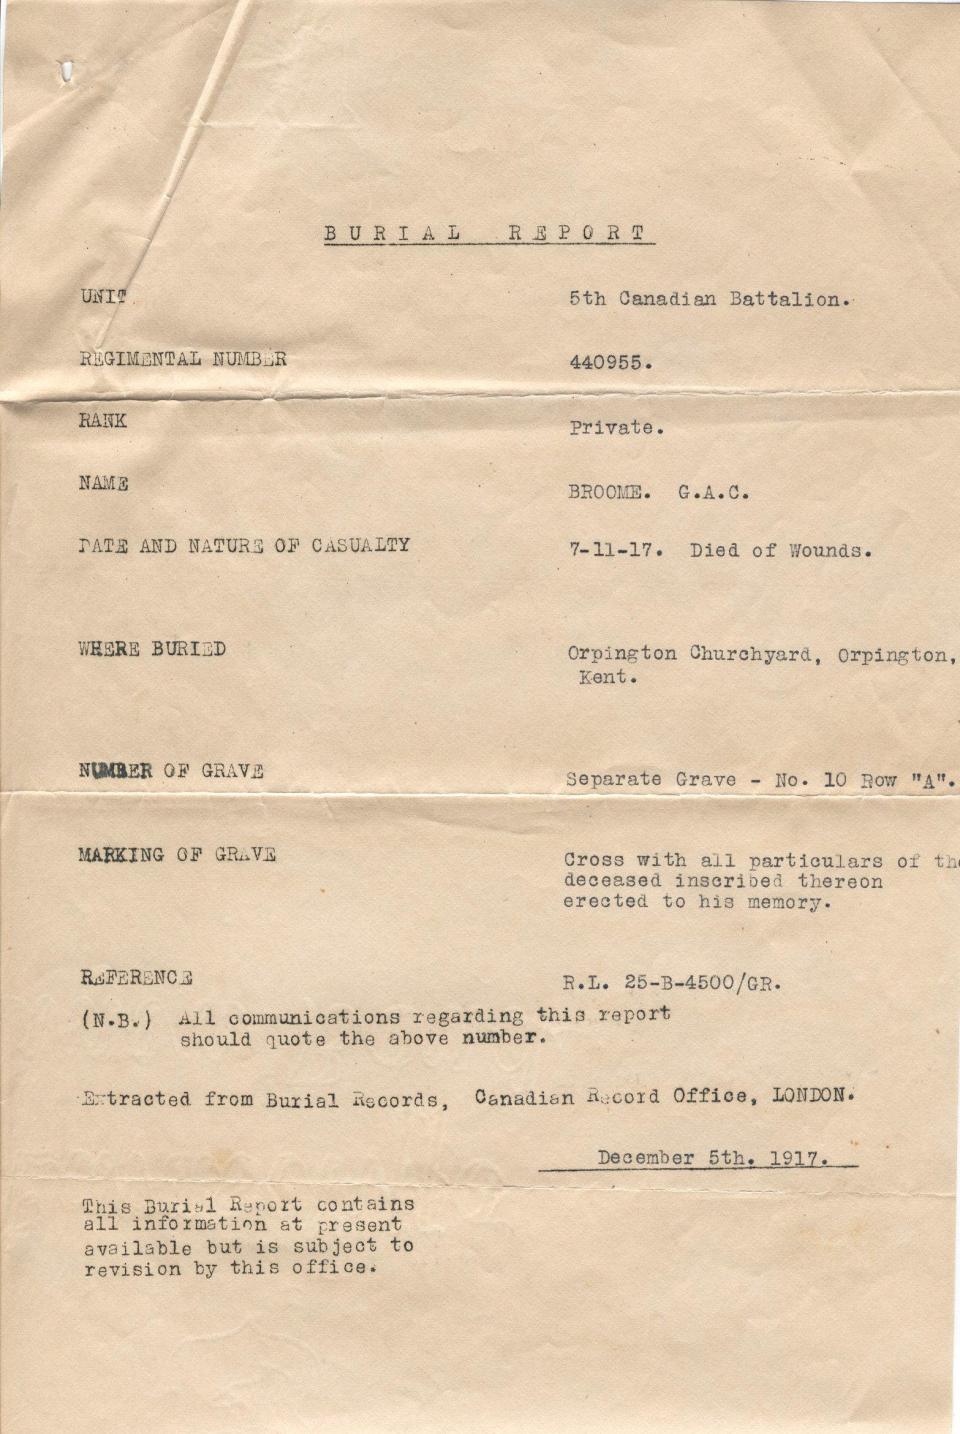 BURIAL REPORT
UNIT 5th Canadian Battalion.
REGIMENTAL NUMBER 440955.
RANK Private.
NAME BROOME. G.A.C.
DATE AND NATURE OF CASUALTY 7-11-17. Died of Wounds.
WHERE BURIED Orpington Churchyard, Orpington,
Kent.
NUMBER OF GRAVE Separate Grave - No. 10 Row "A".
MARKING OF GRAVE Cross with all particulars of the
deceased inscribed thereon
erected to his memory.
REFERENCE R.L. 25-B-4500/GR.
(N.B.) All communications regarding this report
should quote the above number.
Extracted from Burial Records, Canadian Record Office, LONDON.
December 5th. 1917.
This Burial Report contains
all information at present
available but is subject to
revision by this office.